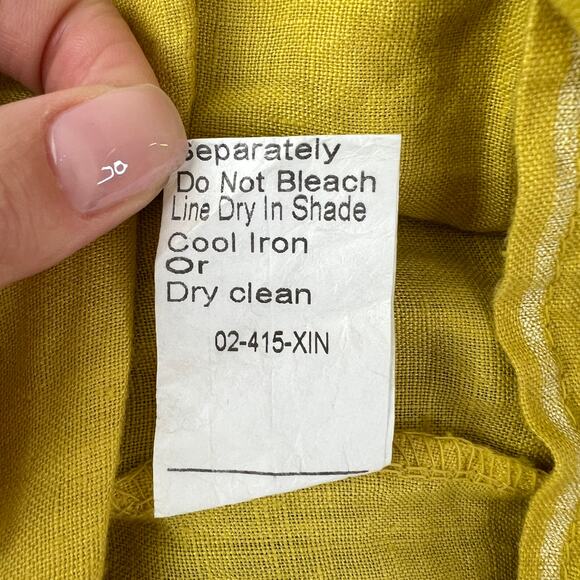 separately
Do Not Bleach
Line Dry In Shade
Cool Iron
Or
Dry clean
02-415-XIN